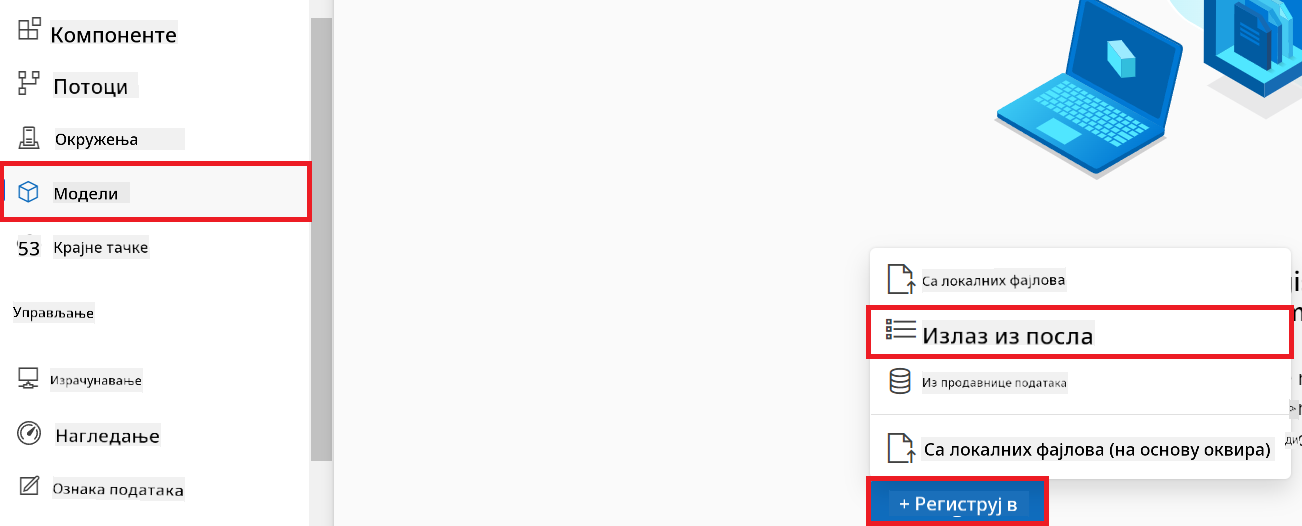 Компоненте
Потоци
Окружења
Модели
53 Крајне тачке
Управљање
Израчунавање
Нагледање
Ознака података
Са локалних фајлова
Излаз из посла
Из продавнице података
Са локалних фајлова (на основу оквира)
+ Региструј в